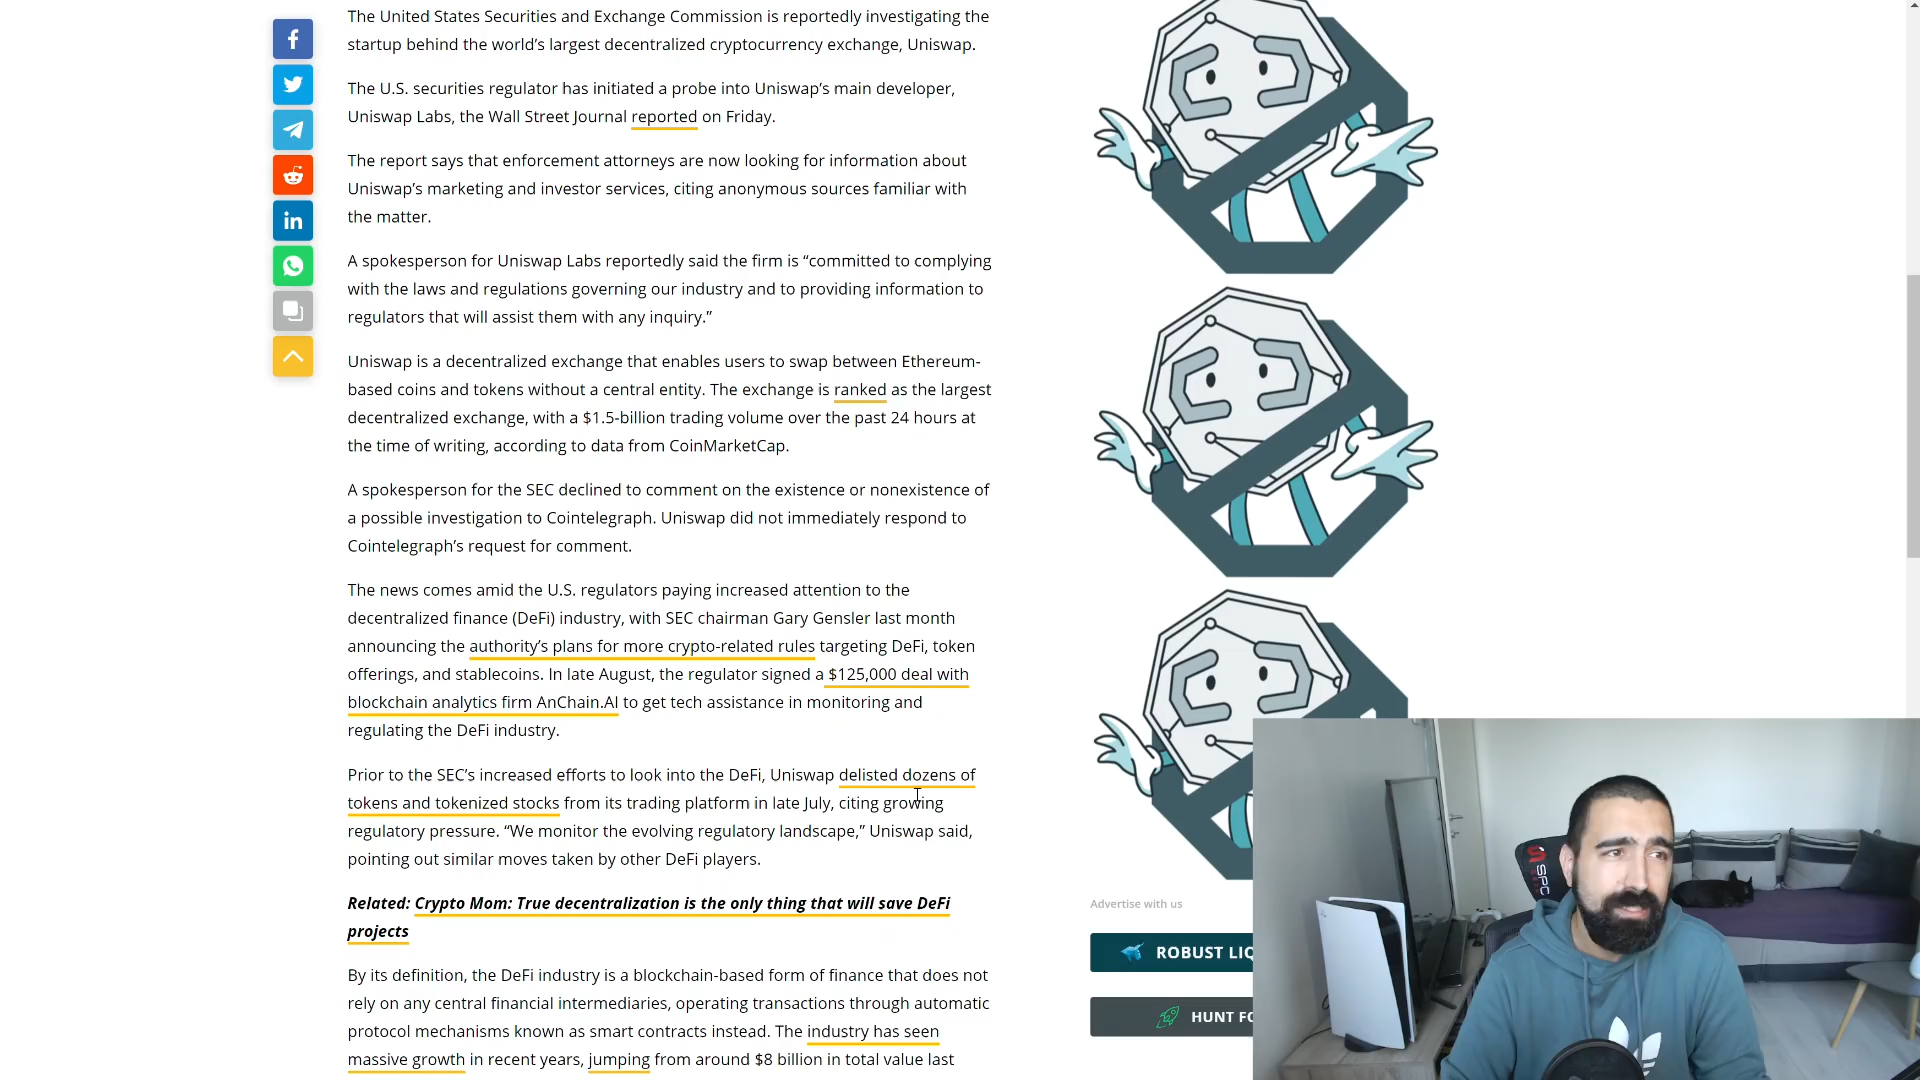 The United States Securities and Exchange Commission is reportedly investigating the
startup behind the world’s largest decentralized cryptocurrency exchange, Uniswap.
The U.S. securities regulator has initiated a probe into Uniswap’s main developer,
Uniswap Labs, the Wall Street Journal reported on Friday.
The report says that enforcement attorneys are now looking for information about
Uniswap’s marketing and investor services, citing anonymous sources familiar with
the matter.
A spokesperson for Uniswap Labs reportedly said the firm is “committed to complying
with the laws and regulations governing our industry and to providing information to
regulators that will assist them with any inquiry.”
Uniswap is a decentralized exchange that enables users to swap between Ethereum-
based coins and tokens without a central entity. The exchange is ranked as the largest
decentralized exchange, with a $1.5-billion trading volume over the past 24 hours at
the time of writing, according to data from CoinMarketCap.
A spokesperson for the SEC declined to comment on the existence or nonexistence of
a possible investigation to Cointelegraph. Uniswap did not immediately respond to
Cointelegraph’s request for comment.
The news comes amid the U.S. regulators paying increased attention to the
decentralized finance (DeFi) industry, with SEC chairman Gary Gensler last month
announcing the authority’s plans for more crypto-related rules targeting DeFi, token
offerings, and stablecoins. In late August, the regulator signed a $125,000 deal with
blockchain analytics firm AnChain.AI to get tech assistance in monitoring and
regulating the DeFi industry.
Prior to the SEC’s increased efforts to look into the DeFi, Uniswap delisted dozens of
tokens and tokenized stocks from its trading platform in late July, citing growing
regulatory pressure. “We monitor the evolving regulatory landscape,” Uniswap said,
pointing out similar moves taken by other DeFi players.
Related: Crypto Mom: True decentralization is the only thing that will save DeFi
projects
By its definition, the DeFi industry is a blockchain-based form of finance that does not
rely on any central financial intermediaries, operating transactions through automatic
protocol mechanisms known as smart contracts instead. The industry has seen
massive growth in recent years, jumping from around $8 billion in total value last
Advertise with us
ROBUST LIQ
HUNT FO
SPC